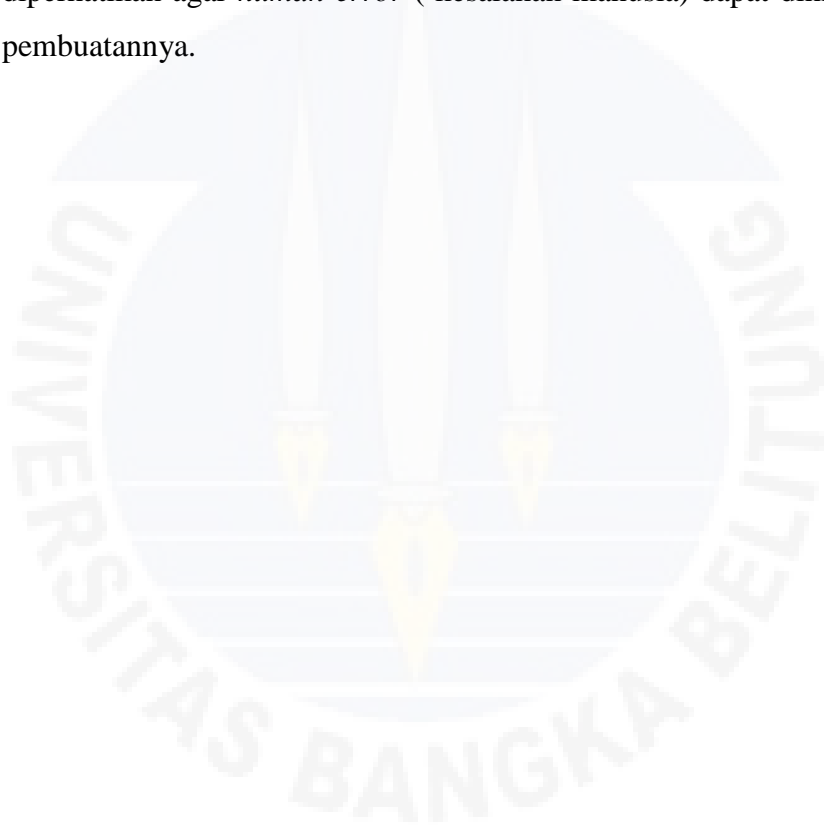 diperhatikan agar human error ( kesalahan manusia) dapat
pembuatannya.
UNIVERSITAS BANGKA BELITUNG